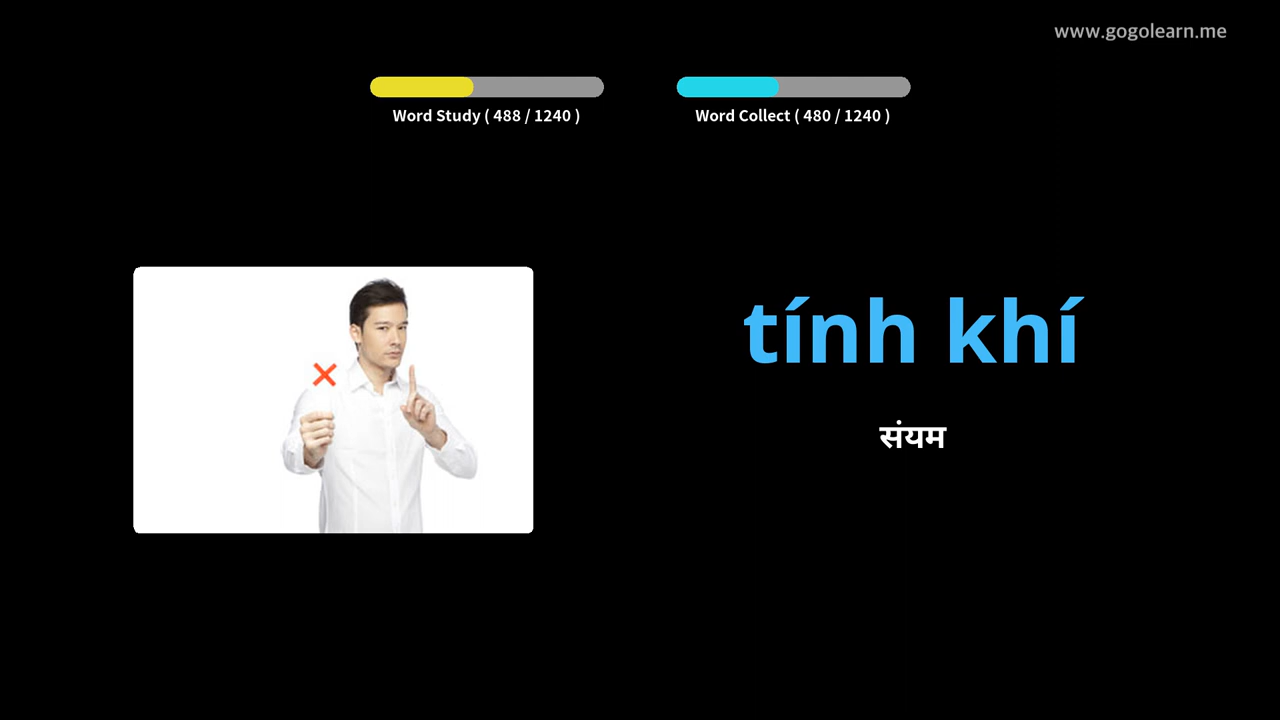 www.gogolearn.me
Word Study ( 488 / 1240 )
Word Collect ( 480 / 1240 )
tính khí
संयम